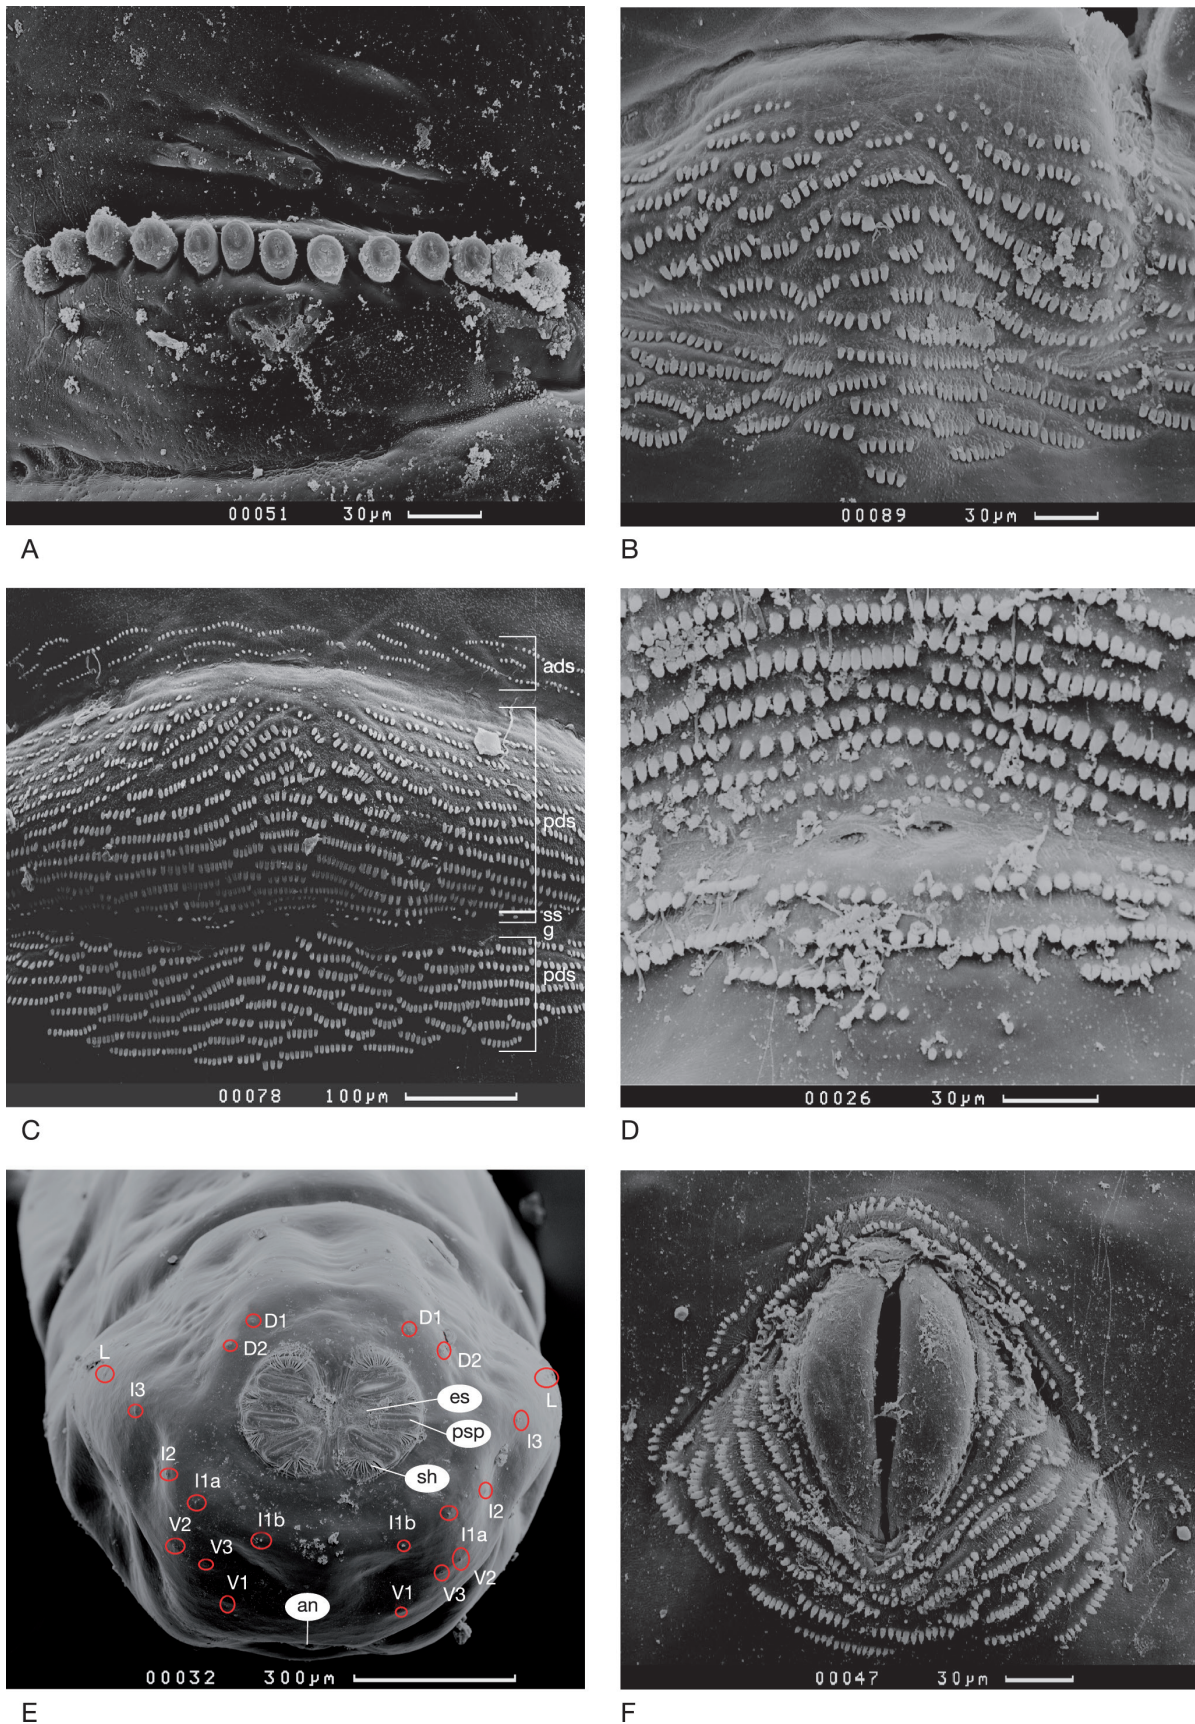 00051 30µm
A
00089 30µm
B
ads
pds
ss
g
pds
00078 100µm
C
00026 30µm
D
D1 D1
D2 D2
L L
I3 es I3
psp
sh
I2 I2
I1a I1b I1b I1a
V2 V2
V3 V3
V1 an V1
00032 300µm
E
00047 30µm
F